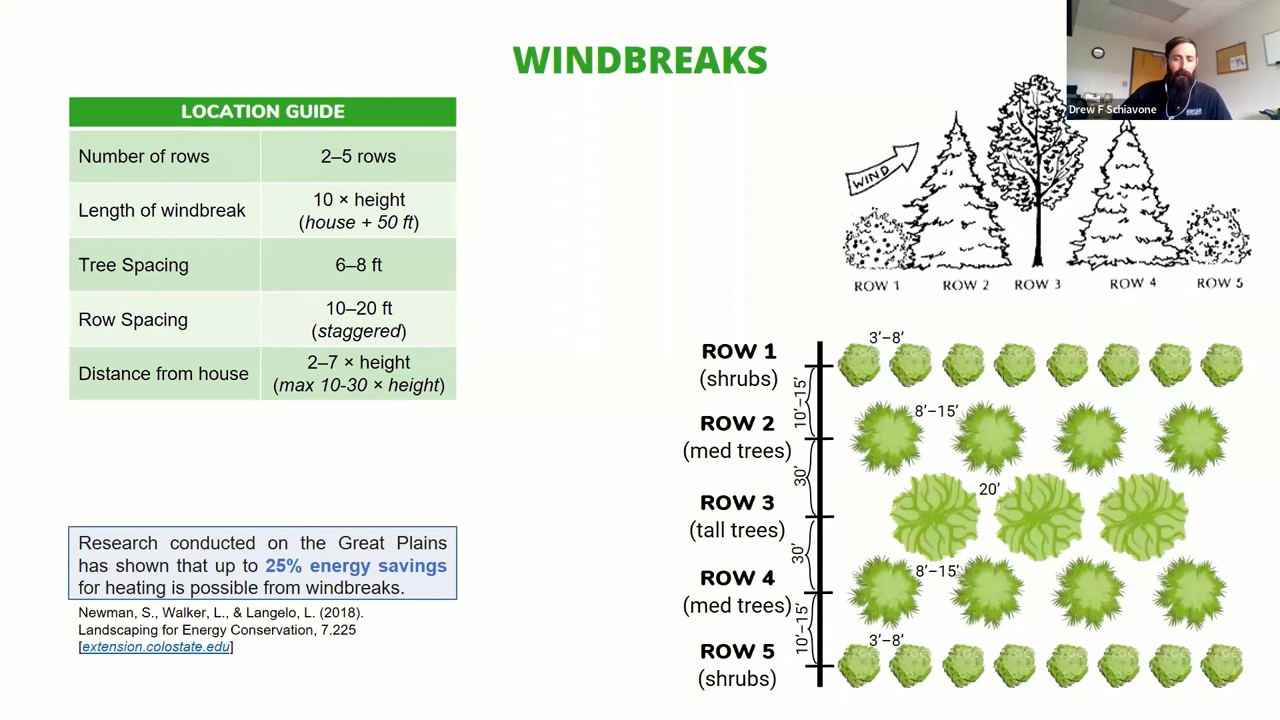 WINDBREAKS
Drew F Schiavone
LOCATION GUIDE
Number of rows
2–5 rows
Length of windbreak
10 × height
(house + 50 ft)
Tree Spacing
6–8 ft
Row Spacing
10–20 ft
(staggered)
Distance from house
2–7 × height
(max 10-30 × height)
Research conducted on the Great Plains
has shown that up to 25% energy savings
for heating is possible from windbreaks.
Newman, S., Walker, L., & Langelo, L. (2018).
Landscaping for Energy Conservation, 7.225
[extension.colostate.edu]
WIND
ROW 1 ROW 2 ROW 3 ROW 4 ROW 5
ROW 1
(shrubs)
3’–8’
10’–15’
ROW 2
(med trees)
8’–15’
30’
ROW 3
(tall trees)
20’
30’
ROW 4
(med trees)
8’–15’
10’–15’
ROW 5
(shrubs)
3’–8’